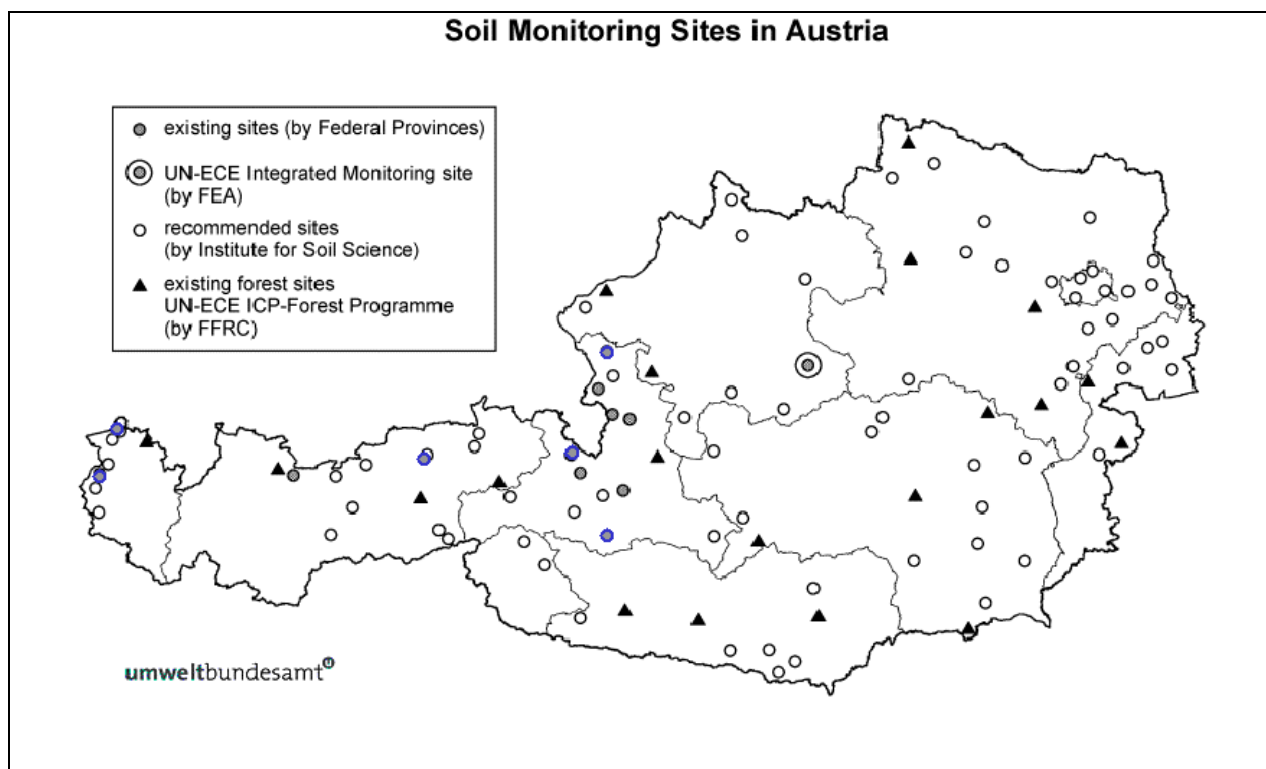 Soil Monitoring Sites in Austria
existing sites (by Federal Provinces)
UN-ECE Integrated Monitoring site
(by FEA)
recommended sites
(by Institute for Soil Science)
existing forest sites
UN-ECE ICP-Forest Programme
(by FFRC)
umweltbundesamt